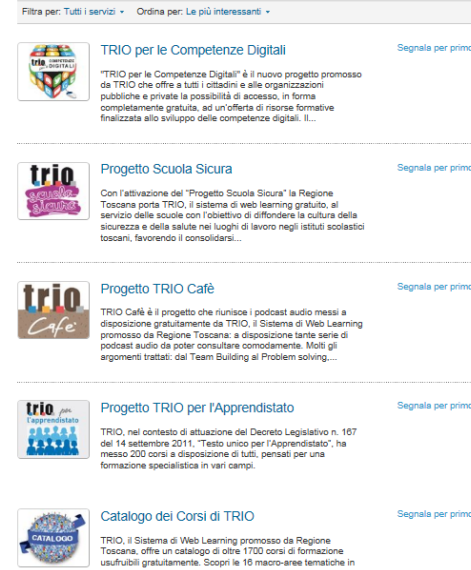 Filtra per: Tutti i servizi Ordina per: Le più interessanti
TRIO per le Competenze Digitali
Segnala per primo
"TRIO per le Competenze Digitali" è il nuovo progetto promosso
da TRIO che offre a tutti i cittadini e alle organizzazioni
pubbliche e private la possibilità di accesso, in forma
completamente gratuita, ad un'offerta di risorse formative
finalizzata allo sviluppo delle competenze digitali. Il...
trio COMPETENZE
DIGITALI
Progetto Scuola Sicura
Segnala per primo
Con l'attivazione del "Progetto Scuola Sicura" la Regione
Toscana porta TRIO, il sistema di web learning gratuito, al
servizio delle scuole con l'obiettivo di diffondere la cultura della
sicurezza e della salute nei luoghi di lavoro negli istituti scolastici
toscani, favorendo il consolidarsi...
trio
scuola
sicura
Progetto TRIO Cafè
Segnala per primo
TRIO Cafè è il progetto che riunisce i podcast audio messi a
disposizione gratuitamente da TRIO, il Sistema di Web Learning
promosso da Regione Toscana: a disposizione tante serie di
podcast audio da poter consultare comodamente. Molti gli
argomenti trattati: dal Team Building al Problem solving,...
trio
Cafe'
Progetto TRIO per l'Apprendistato
Segnala per primo
TRIO, nel contesto di attuazione del Decreto Legislativo n. 167
del 14 settembre 2011, "Testo unico per l'Apprendistato", ha
messo 200 corsi a disposizione di tutti, pensati per una
formazione specialistica in vari campi.
trio per
l'apprendistato
Catalogo dei Corsi di TRIO
Segnala per primo
TRIO, il Sistema di Web Learning promosso da Regione
Toscana, offre un catalogo di oltre 1700 corsi di formazione
usufruibili gratuitamente. Scopri le 16 macro-aree tematiche in
CATALOGO